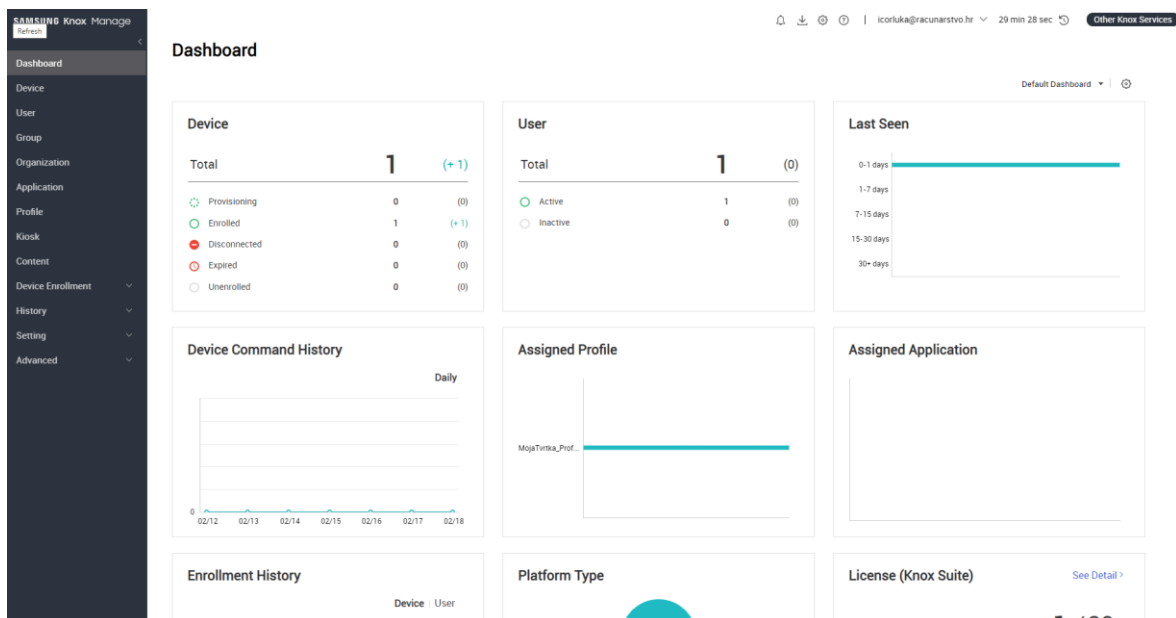 SAMSUNG Knox Manage
Refresh
icorluka@racunarstvo.hr 29 min 28 sec Other Knox Services
Dashboard
Device
User
Group
Organization
Application
Profile
Kiosk
Content
Device Enrollment
History
Setting
Advanced
Dashboard
Default Dashboard
Device
Total 1 (+ 1)
Provisioning 0 (0)
Enrolled 1 (+ 1)
Disconnected 0 (0)
Expired 0 (0)
Unenrolled 0 (0)
User
Total 1 (0)
Active 1 (0)
Inactive 0 (0)
Last Seen
0-1 days
1-7 days
7-15 days
15-30 days
30+ days
Device Command History
Daily
0
02/12 02/13 02/14 02/15 02/16 02/17 02/18
Assigned Profile
MojaTvrtka_Prof...
Assigned Application
Enrollment History
Device | User
Platform Type
License (Knox Suite)
See Detail >